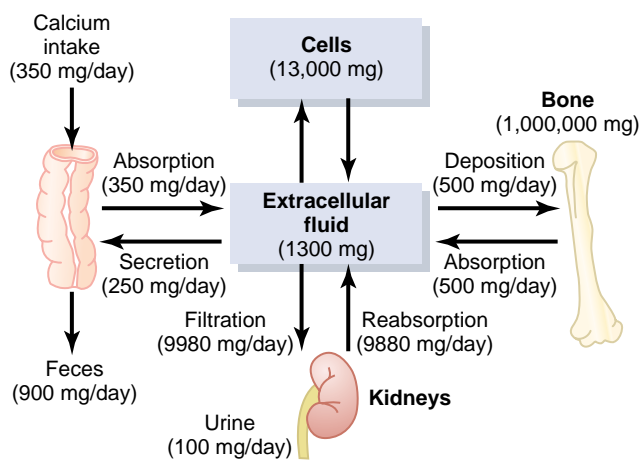 Calcium
intake
(350 mg/day)
Cells
(13,000 mg)
Bone
(1,000,000 mg)
Absorption
(350 mg/day)
Deposition
(500 mg/day)
Extracellular
fluid
(1300 mg)
Secretion
(250 mg/day)
Absorption
(500 mg/day)
Filtration
(9980 mg/day)
Reabsorption
(9880 mg/day)
Feces
(900 mg/day)
Kidneys
Urine
(100 mg/day)